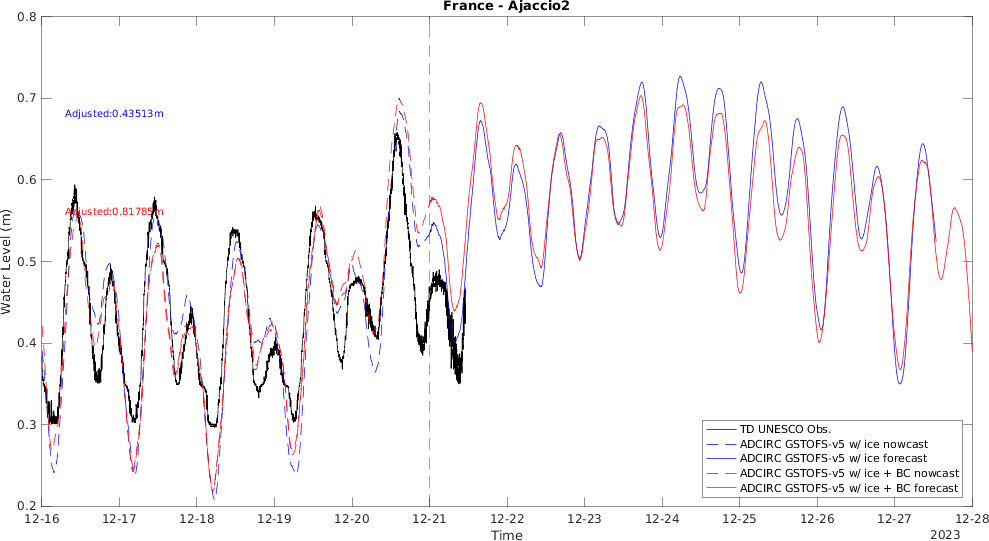 France - Ajaccio2
0.8
0.7
0.6
0.5
0.4
0.3
0.2
Water Level (m)
Adjusted:0.43513m
Adjusted:0.81785m
TD UNESCO Obs.
ADCIRC GSTOFS-v5 w/ ice nowcast
ADCIRC GSTOFS-v5 w/ ice forecast
ADCIRC GSTOFS-v5 w/ ice + BC nowcast
ADCIRC GSTOFS-v5 w/ ice + BC forecast
12-16 12-17 12-18 12-19 12-20 12-21 12-22 12-23 12-24 12-25 12-26 12-27 12-28
Time
2023